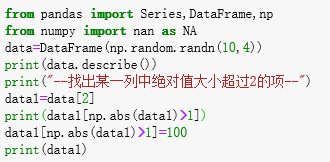 from pandas import Series,DataFrame,np
from numpy import nan as NA
data=DataFrame(np.random.randn(10,4))
print(data.describe())
print("--找出某一列中绝对值大小超过2的项--")
data1=data[2]
print(data1[np.abs(data1)>1])
data1[np.abs(data1)>1]=100
print(data1)